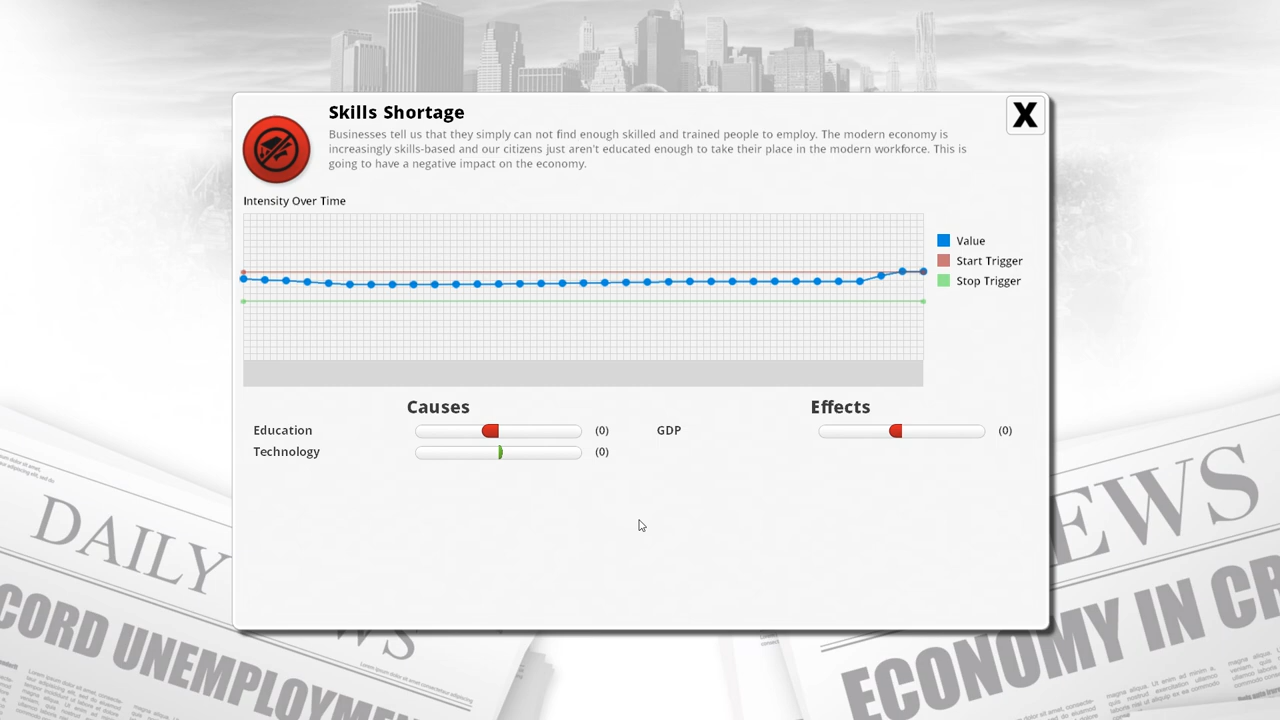 Skills Shortage
X
Businesses tell us that they simply can not find enough skilled and trained people to employ. The modern economy is
increasingly skills-based and our citizens just aren't educated enough to take their place in the modern workforce. This is
going to have a negative impact on the economy.
Intensity Over Time
Value
Start Trigger
Stop Trigger
Causes
Effects
Education (0)
GDP (0)
Technology (0)
DAILY
WS
EWS
CORD UNEMPLOYME
ECONOMY IN CR